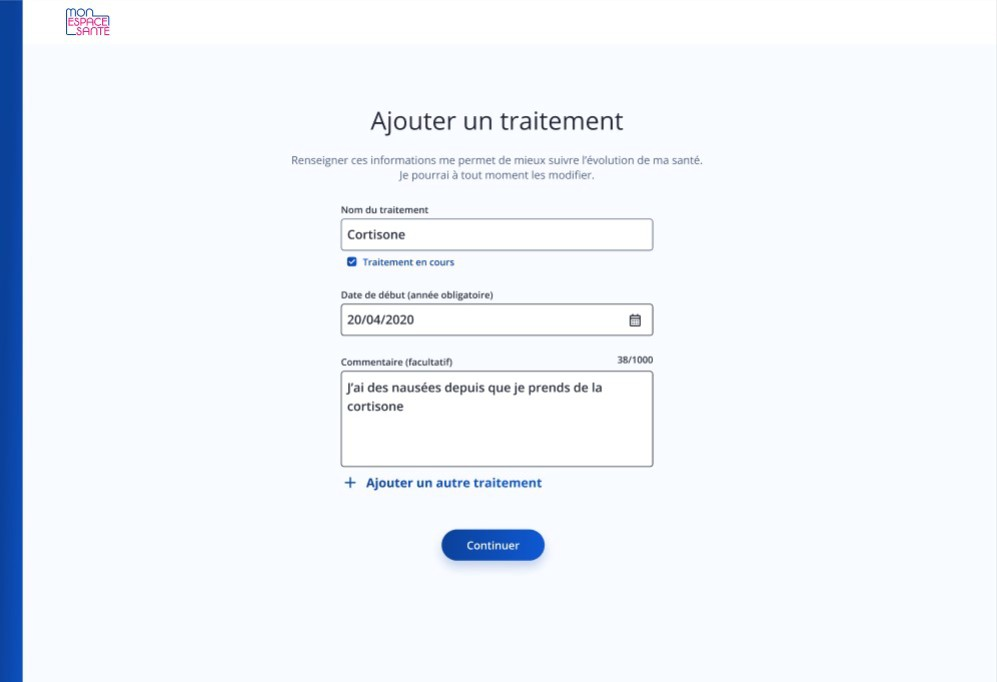 mon
ESPACE
SANTÉ
Ajouter un traitement
Renseigner ces informations me permet de mieux suivre l'évolution de ma santé.
Je pourrai à tout moment les modifier.
Nom du traitement
Cortisone
Traitement en cours
Date de début (année obligatoire)
20/04/2020
Commentaire (facultatif) 38/1000
J'ai des nausées depuis que je prends de la
cortisone
+ Ajouter un autre traitement
Continuer